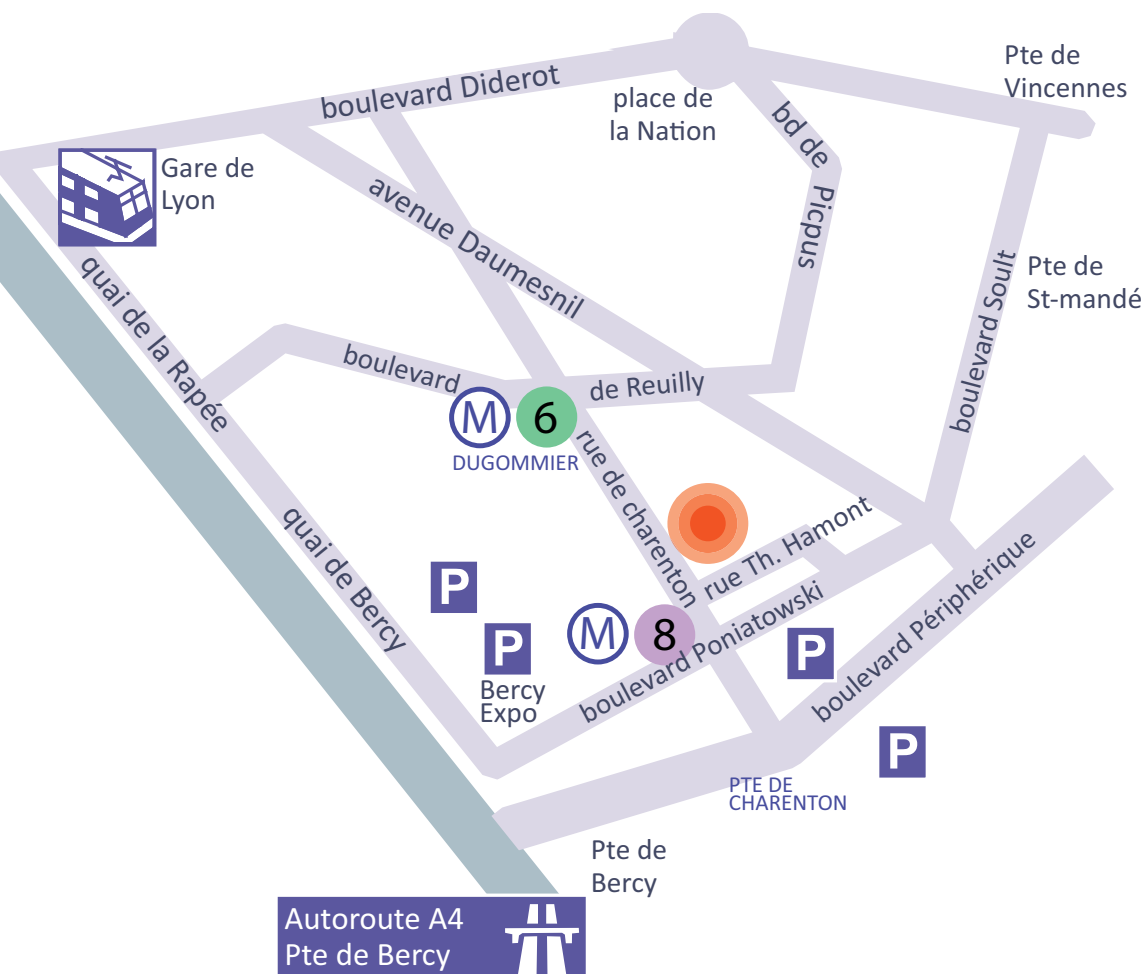 boulevard Diderot
place de
la Nation
bd de
Picpus
Pte de
Vincennes
Gare de
Lyon
avenue Daumesnil
quai de la Rapée
boulevard Soult
Pte de
St-mandé
boulevard
de Reuilly
M
6
DUGOMMIER
rue de charenton
rue Th. Hamont
quai de Bercy
P
P
Bercy
Expo
M
8
boulevard Poniatowski
P
boulevard Périphérique
P
PTE DE
CHARENTON
Pte de
Bercy
Autoroute A4
Pte de Bercy